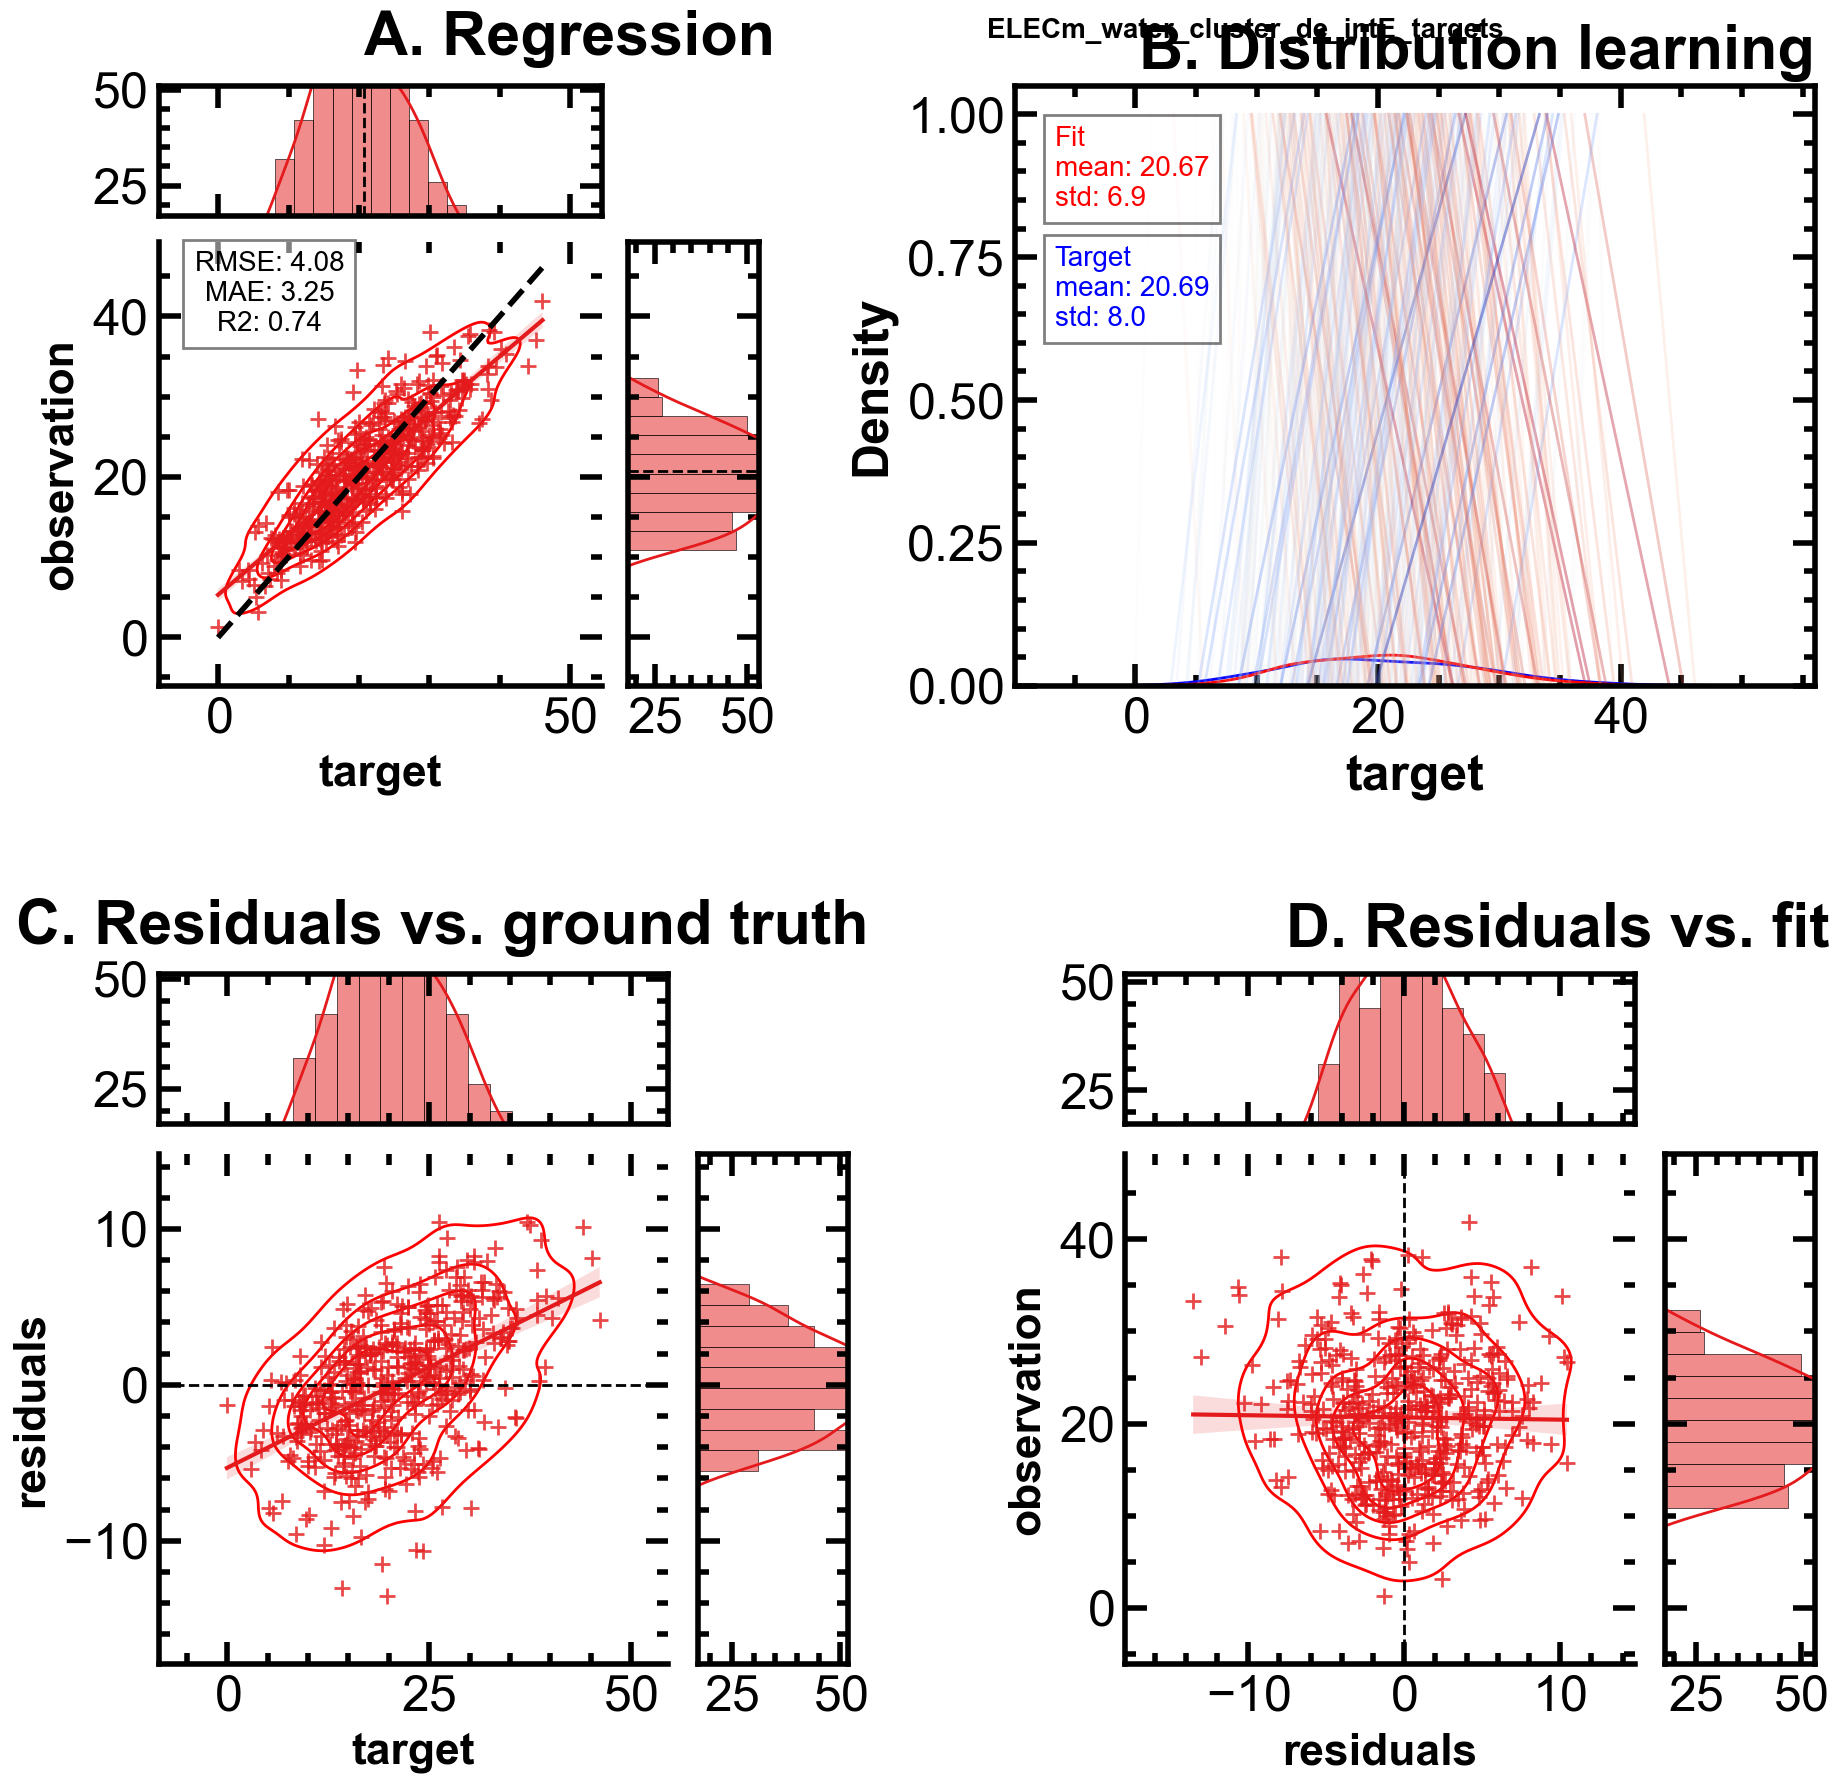 A. Regression
50
25
RMSE: 4.08
MAE: 3.25
R2: 0.74
40
20
0
observation
0
50
25
50
target
ELECm_water_cluster_de_intE_targets
B. Distribution learning
1.00
0.75
0.50
0.25
0.00
Density
Fit
mean: 20.67
std: 6.9
Target
mean: 20.69
std: 8.0
0
20
40
target
C. Residuals vs. ground truth
50
25
10
0
−10
residuals
0
25
50
25
50
target
D. Residuals vs. fit
50
25
40
20
0
observation
−10
0
10
25
50
residuals